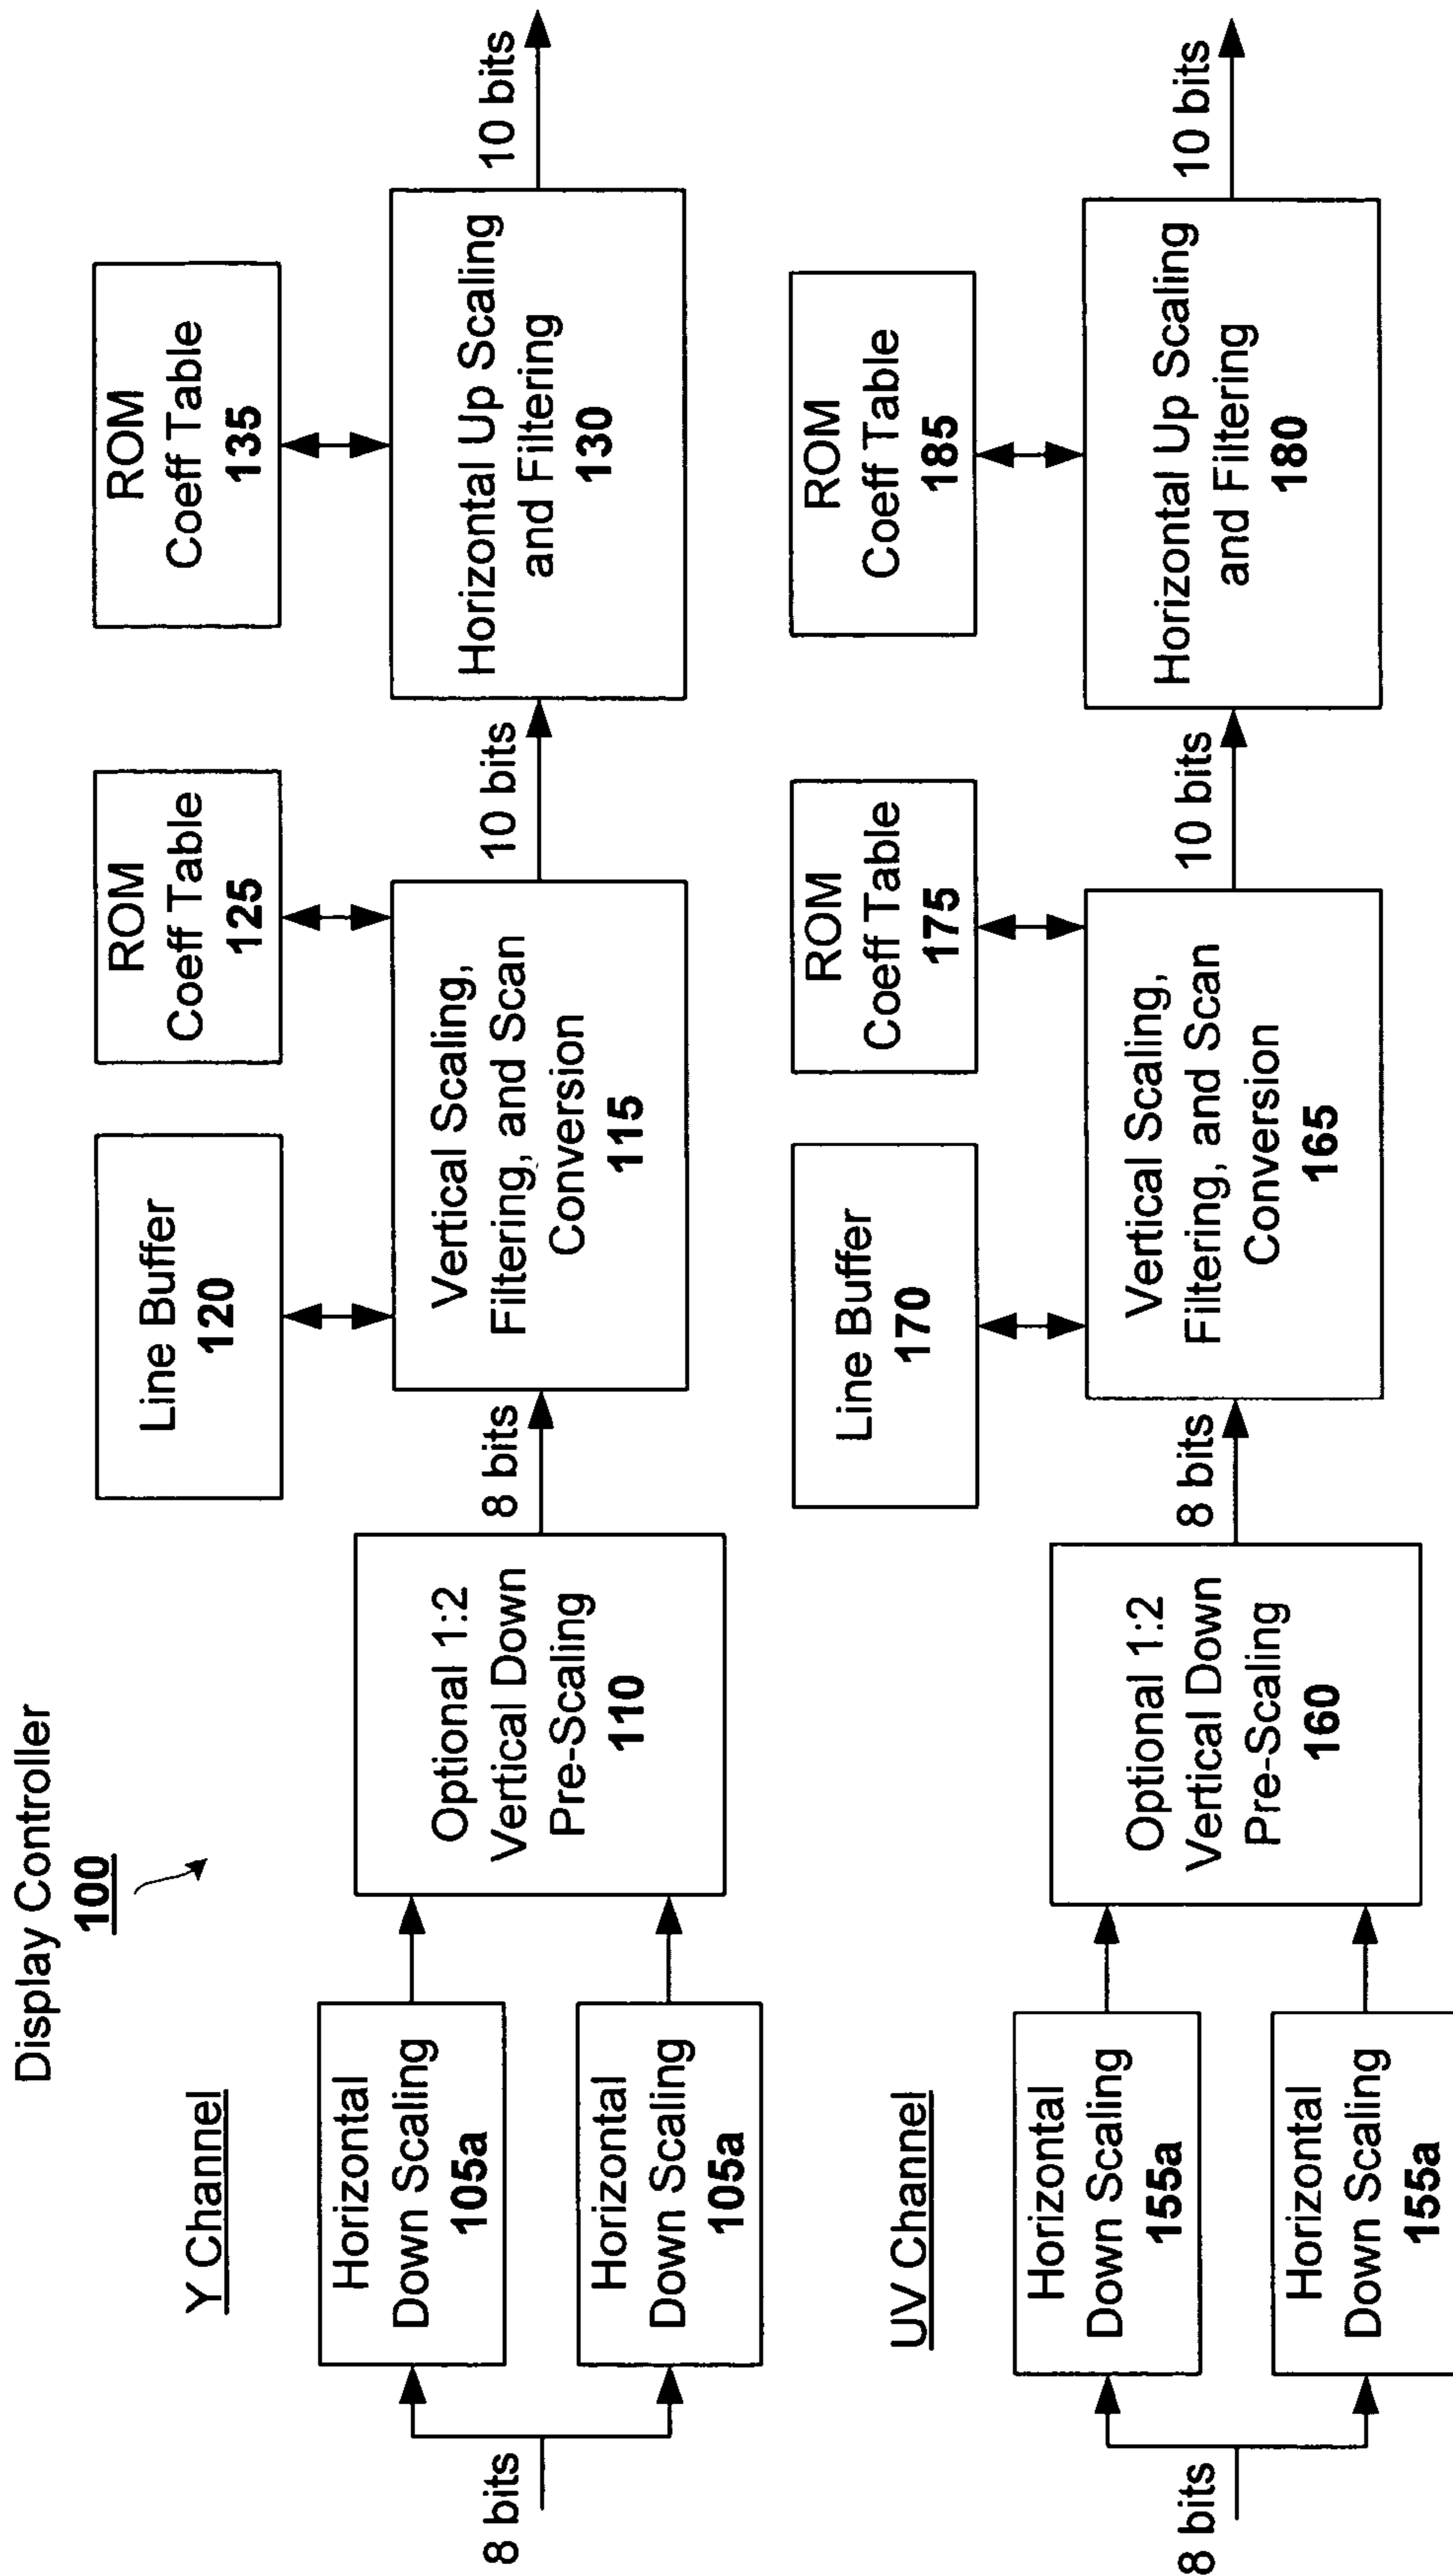 Display Controller
100
Y Channel
8 bits
Horizontal
Down Scaling
105a
Horizontal
Down Scaling
105a
Optional 1:2
Vertical Down
Pre-Scaling
110
8 bits
Line Buffer
120
ROM
Coeff Table
125
Vertical Scaling,
Filtering, and Scan
Conversion
115
10 bits
ROM
Coeff Table
135
Horizontal Up Scaling
and Filtering
130
10 bits
UV Channel
8 bits
Horizontal
Down Scaling
155a
Horizontal
Down Scaling
155a
Optional 1:2
Vertical Down
Pre-Scaling
160
8 bits
Line Buffer
170
ROM
Coeff Table
175
Vertical Scaling,
Filtering, and Scan
Conversion
165
10 bits
ROM
Coeff Table
185
Horizontal Up Scaling
and Filtering
180
10 bits